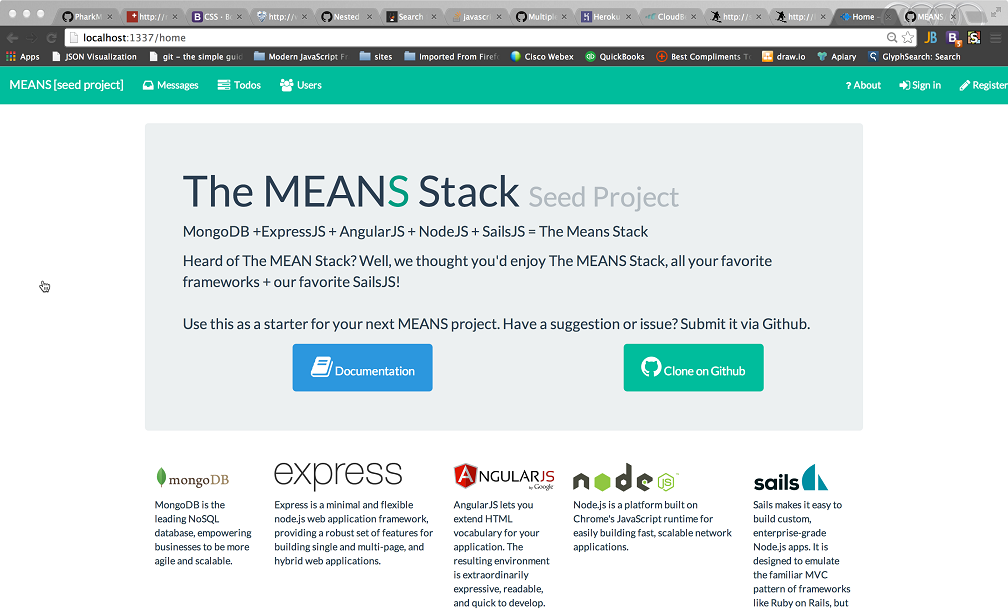 PharkM
http://
CSS · B
http://
Nested
Search
Javascr
Multiple
Heroku
CloudB
http://
http://
Home –
MEANS
localhost:1337/home
JB B 5 S
Apps JSON Visualization git - the simple guid Modern JavaScript Fr sites Imported From Firef Cisco Webex QuickBooks Best Compliments To draw.io Apiary GlyphSearch: Search
MEANS [seed project] Messages Todos Users ? About Sign in Register
The MEANS Stack Seed Project
MongoDB +ExpressJS + AngularJS + NodeJS + SailsJS = The Means Stack
Heard of The MEAN Stack? Well, we thought you'd enjoy The MEANS Stack, all your favorite
frameworks + our favorite SailsJS!
Use this as a starter for your next MEANS project. Have a suggestion or issue? Submit it via Github.
Documentation Clone on Github
mongoDB
MongoDB is the
leading NoSQL
database, empowering
businesses to be more
agile and scalable.
express
Express is a minimal and flexible
node.js web application framework,
providing a robust set of features for
building single and multi-page, and
hybrid web applications.
ANGULARJS
by Google
AngularJS lets you
extend HTML
vocabulary for your
application. The
resulting environment
is extraordinarily
expressive, readable,
and quick to develop.
node JS ™
Node.js is a platform built on
Chrome's JavaScript runtime for
easily building fast, scalable network
applications.
sails
Sails makes it easy to
build custom,
enterprise-grade
Node.js apps. It is
designed to emulate
the familiar MVC
pattern of frameworks
like Ruby on Rails, but